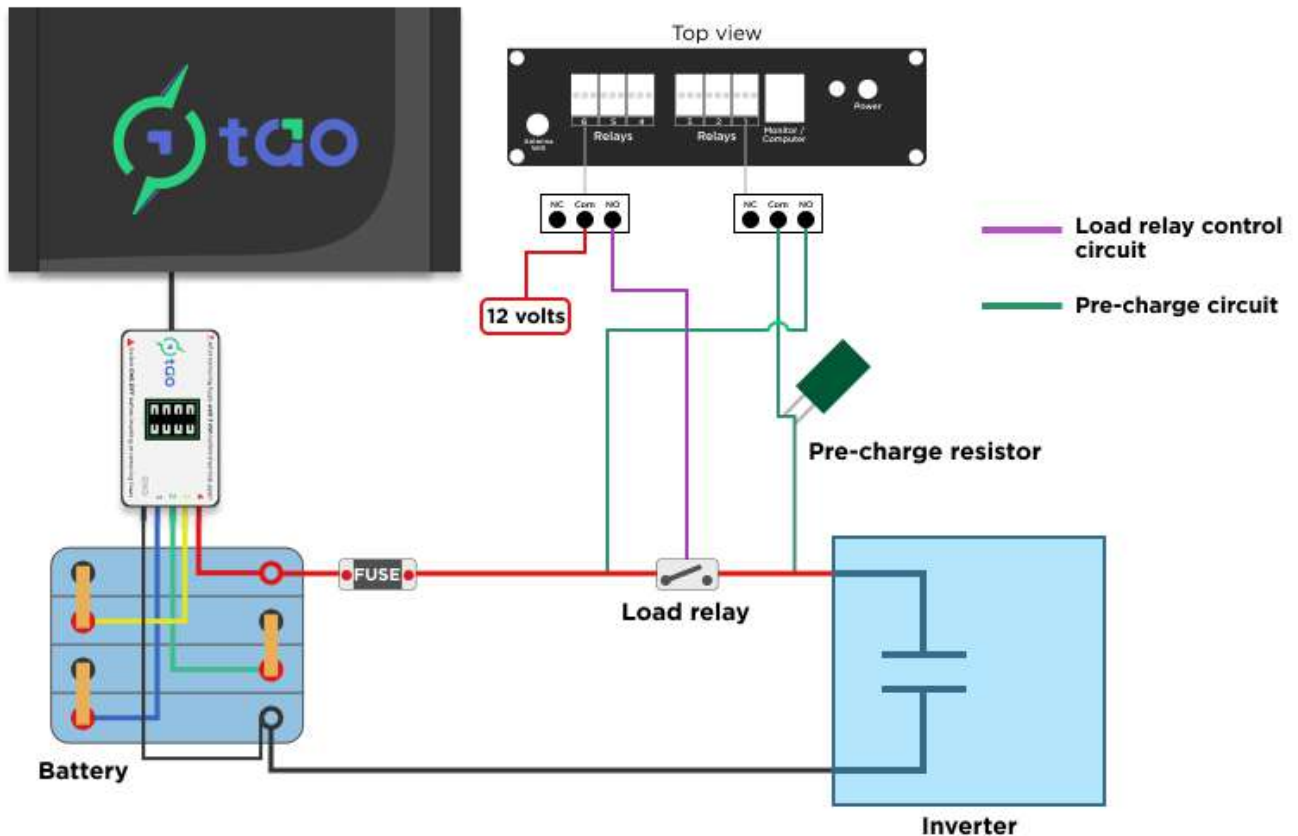 tao
Top view
6 5 4
Relays
3 2 1
Relays
Monitor /
Computer
Power
NC Com NO
NC Com NO
12 volts
Load relay control
circuit
Pre-charge circuit
tao
Pre-charge resistor
GND
FUSE
Load relay
Battery
Inverter